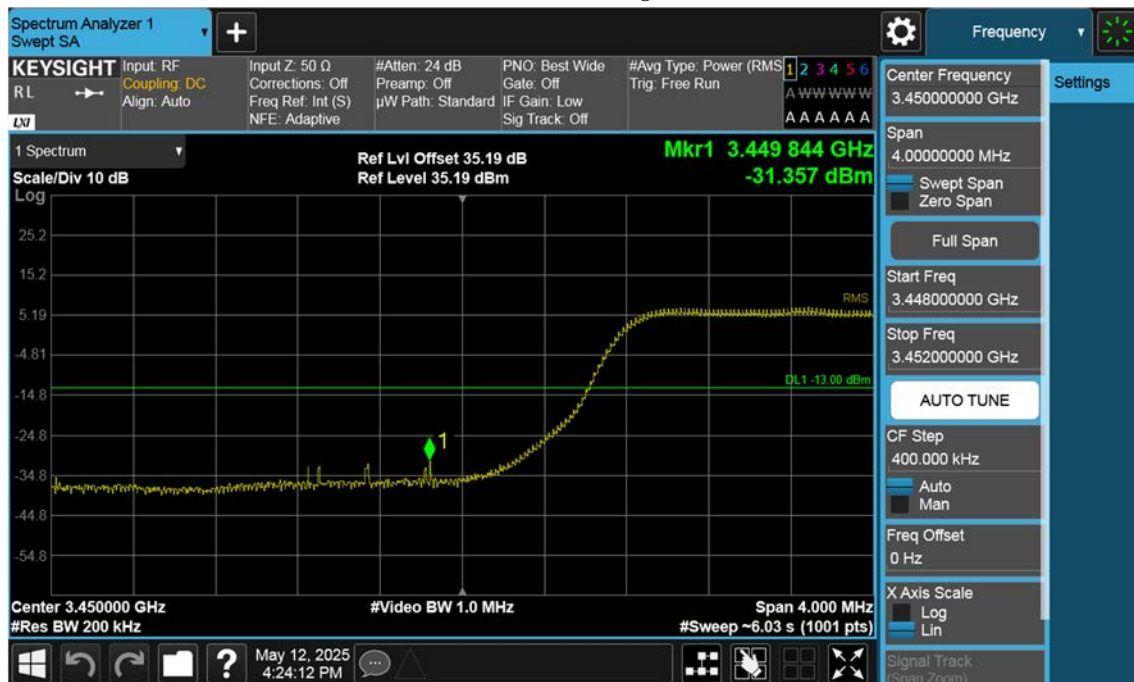 Spectrum Analyzer 1
Swept SA
Frequency
KEYSIGHT
RL
LXI
Input: RF
Coupling: DC
Align: Auto
Input Z: 50 Ω
Corrections: Off
Freq Ref: Int (S)
NFE: Adaptive
#Atten: 24 dB
Preamp: Off
µW Path: Standard
PNO: Best Wide
Gate: Off
IF Gain: Low
Sig Track: Off
#Avg Type: Power (RMS
Trig: Free Run
1 2 3 4 5 6
A W W W W W
A A A A A A
1 Spectrum
Scale/Div 10 dB
Ref Lvl Offset 35.19 dB
Ref Level 35.19 dBm
Mkr1 3.449 844 GHz
-31.357 dBm
Log
25.2
15.2
5.19
-4.81
-14.8
-24.8
-34.8
-44.8
-54.8
RMS
DL1 -13.00 dBm
1
Center 3.450000 GHz
#Res BW 200 kHz
#Video BW 1.0 MHz
Span 4.000 MHz
#Sweep ~6.03 s (1001 pts)
Center Frequency
3.450000000 GHz
Span
4.00000000 MHz
Swept Span
Zero Span
Full Span
Start Freq
3.448000000 GHz
Stop Freq
3.452000000 GHz
AUTO TUNE
CF Step
400.000 kHz
Auto
Man
Freq Offset
0 Hz
X Axis Scale
Log
Lin
Signal Track
(Span Zoom)
Settings
?
May 12, 2025
4:24:12 PM